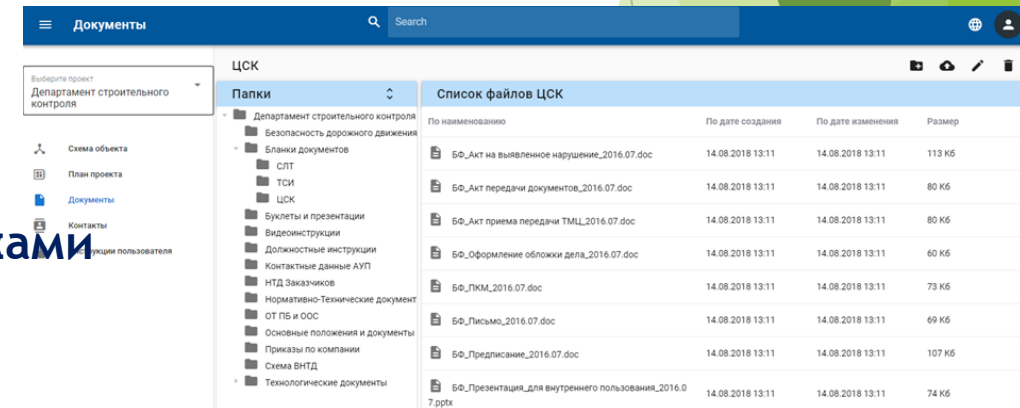 Документы
Search
Выберите проект
Департамент строительного
контроля
Схема объекта
План проекта
Документы
Контакты
пользователя
ЦСК
Папки
Департамент строительного контроля
Безопасность дорожного движения
Бланки документов
СЛТ
ТСИ
ЦСК
Буклеты и презентации
Видеоинструкции
Должностные инструкции
Контактные данные АУП
НТД Заказчиков
Нормативно-Технические документ
ОТ ПБ и ООС
Основные положения и документы
Приказы по компании
Схема ВНТД
Технологические документы
Список файлов ЦСК
По наименованию По дате создания По дате изменения Размер
БФ_Акт на выявленное нарушение_2016.07.doc 14.08.2018 13:11 14.08.2018 13:11 113 Кб
БФ_Акт передачи документов_2016.07.doc 14.08.2018 13:11 14.08.2018 13:11 80 Кб
БФ_Акт приема передачи ТМЦ_2016.07.doc 14.08.2018 13:11 14.08.2018 13:11 80 Кб
БФ_Оформление обложки дела_2016.07.doc 14.08.2018 13:11 14.08.2018 13:11 60 Кб
БФ_ПКМ_2016.07.doc 14.08.2018 13:11 14.08.2018 13:11 73 Кб
БФ_Письмо_2016.07.doc 14.08.2018 13:11 14.08.2018 13:11 69 Кб
БФ_Предписание_2016.07.doc 14.08.2018 13:11 14.08.2018 13:11 107 Кб
БФ_Презентация_для внутреннего пользования_2016.0
7.pptx 14.08.2018 13:11 14.08.2018 13:11 74 Кб